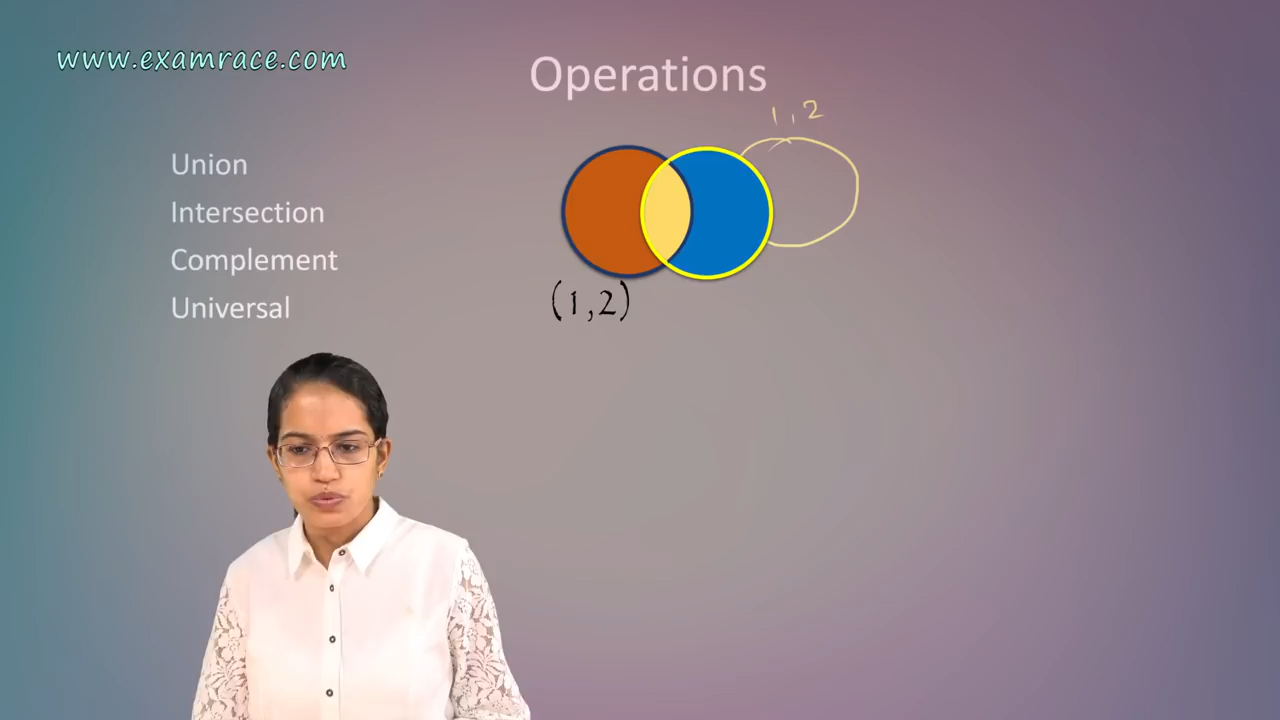 www.examrace.com
Operations
1,2
Union
Intersection
Complement
Universal
(1,2)